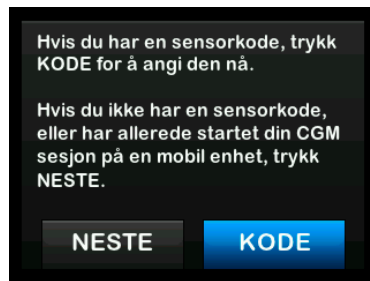 Hvis du har en sensorkode, trykk
KODE for å angi den nå.
Hvis du ikke har en sensorkode,
eller har allerede startet din CGM
sesjon på en mobil enhet, trykk
NESTE.
NESTE
KODE